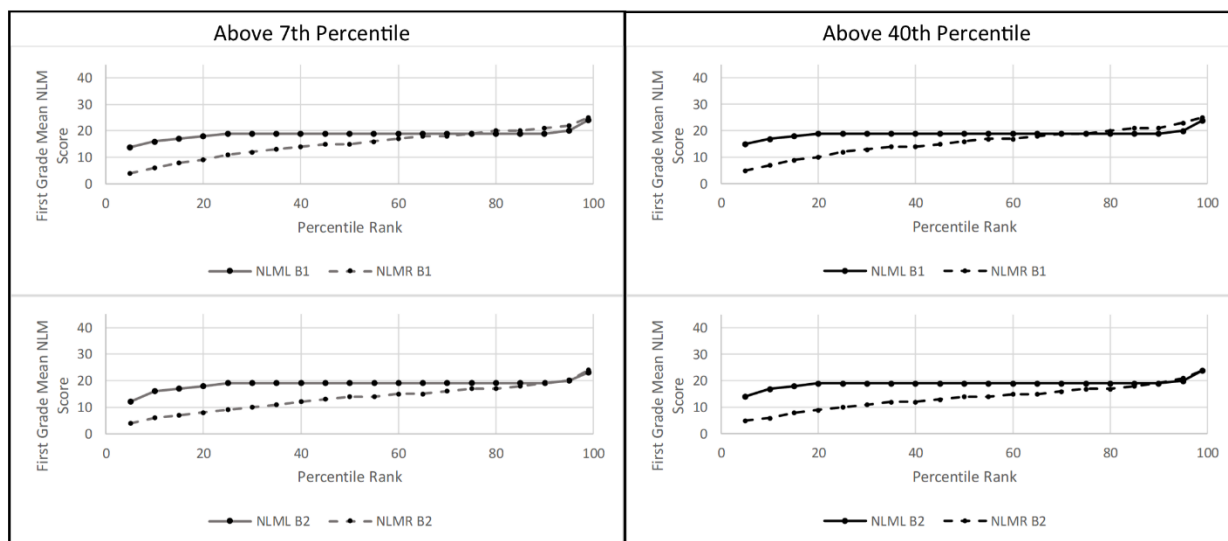 Above 7th Percentile
First Grade Mean NLM
Score
40
30
20
10
0
0 20 40 60 80 100
Percentile Rank
NLML B1 NLMR B1
Above 40th Percentile
First Grade Mean NLM
Score
40
30
20
10
0
0 20 40 60 80 100
Percentile Rank
NLML B1 NLMR B1
First Grade Mean NLM
Score
40
30
20
10
0
0 20 40 60 80 100
Percentile Rank
NLML B2 NLMR B2
First Grade Mean NLM
Score
40
30
20
10
0
0 20 40 60 80 100
Percentile Rank
NLML B2 NLMR B2